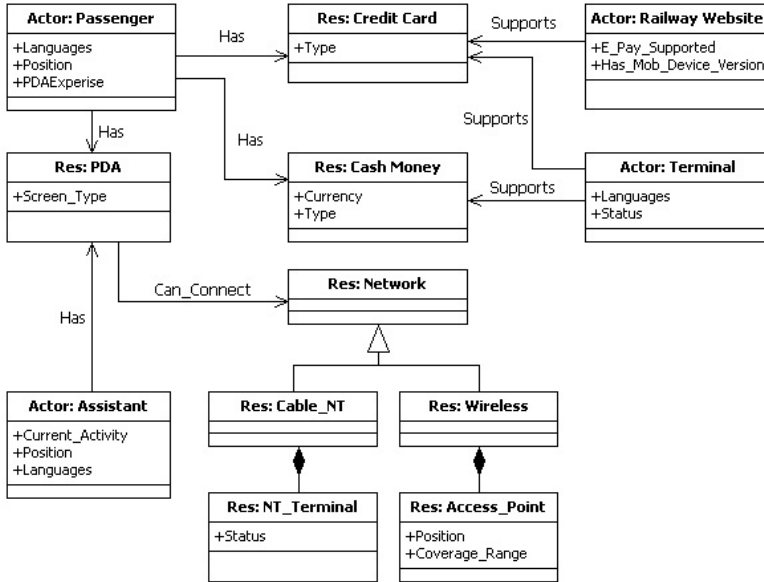 Actor: Passenger
+Languages
+Position
+PDAExperise
Has
Res: Credit Card
+Type
Supports
Actor: Railway Website
+E_Pay_Supported
+Has_Mob_Device_Version
Has
Has
Supports
Res: PDA
+Screen_Type
Res: Cash Money
+Currency
+Type
Supports
Actor: Terminal
+Languages
+Status
Can_Connect
Res: Network
Has
Actor: Assistant
+Current_Activity
+Position
+Languages
Res: Cable_NT
Res: Wireless
Res: NT_Terminal
+Status
Res: Access_Point
+Position
+Coverage_Range